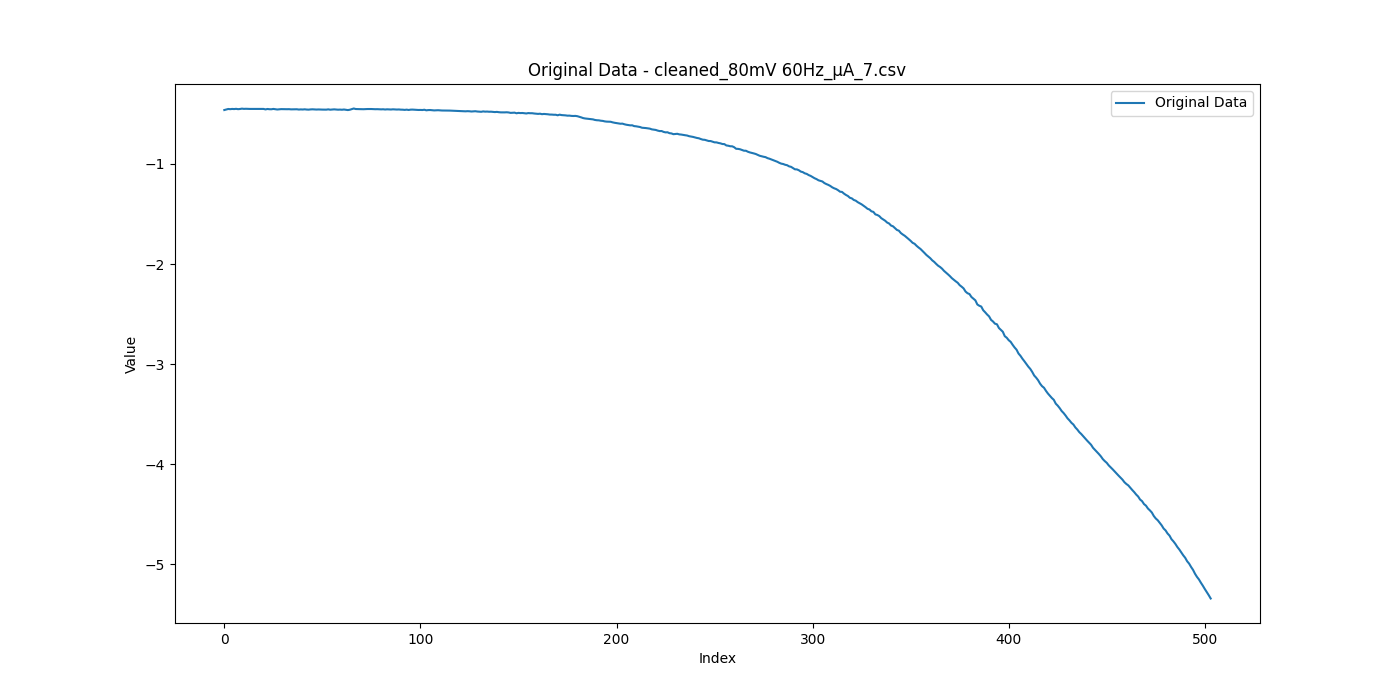 Original Data - cleaned_80mV 60Hz_µA_7.csv
Original Data
−1
−2
−3
−4
−5
Value
0 100 200 300 400 500
Index